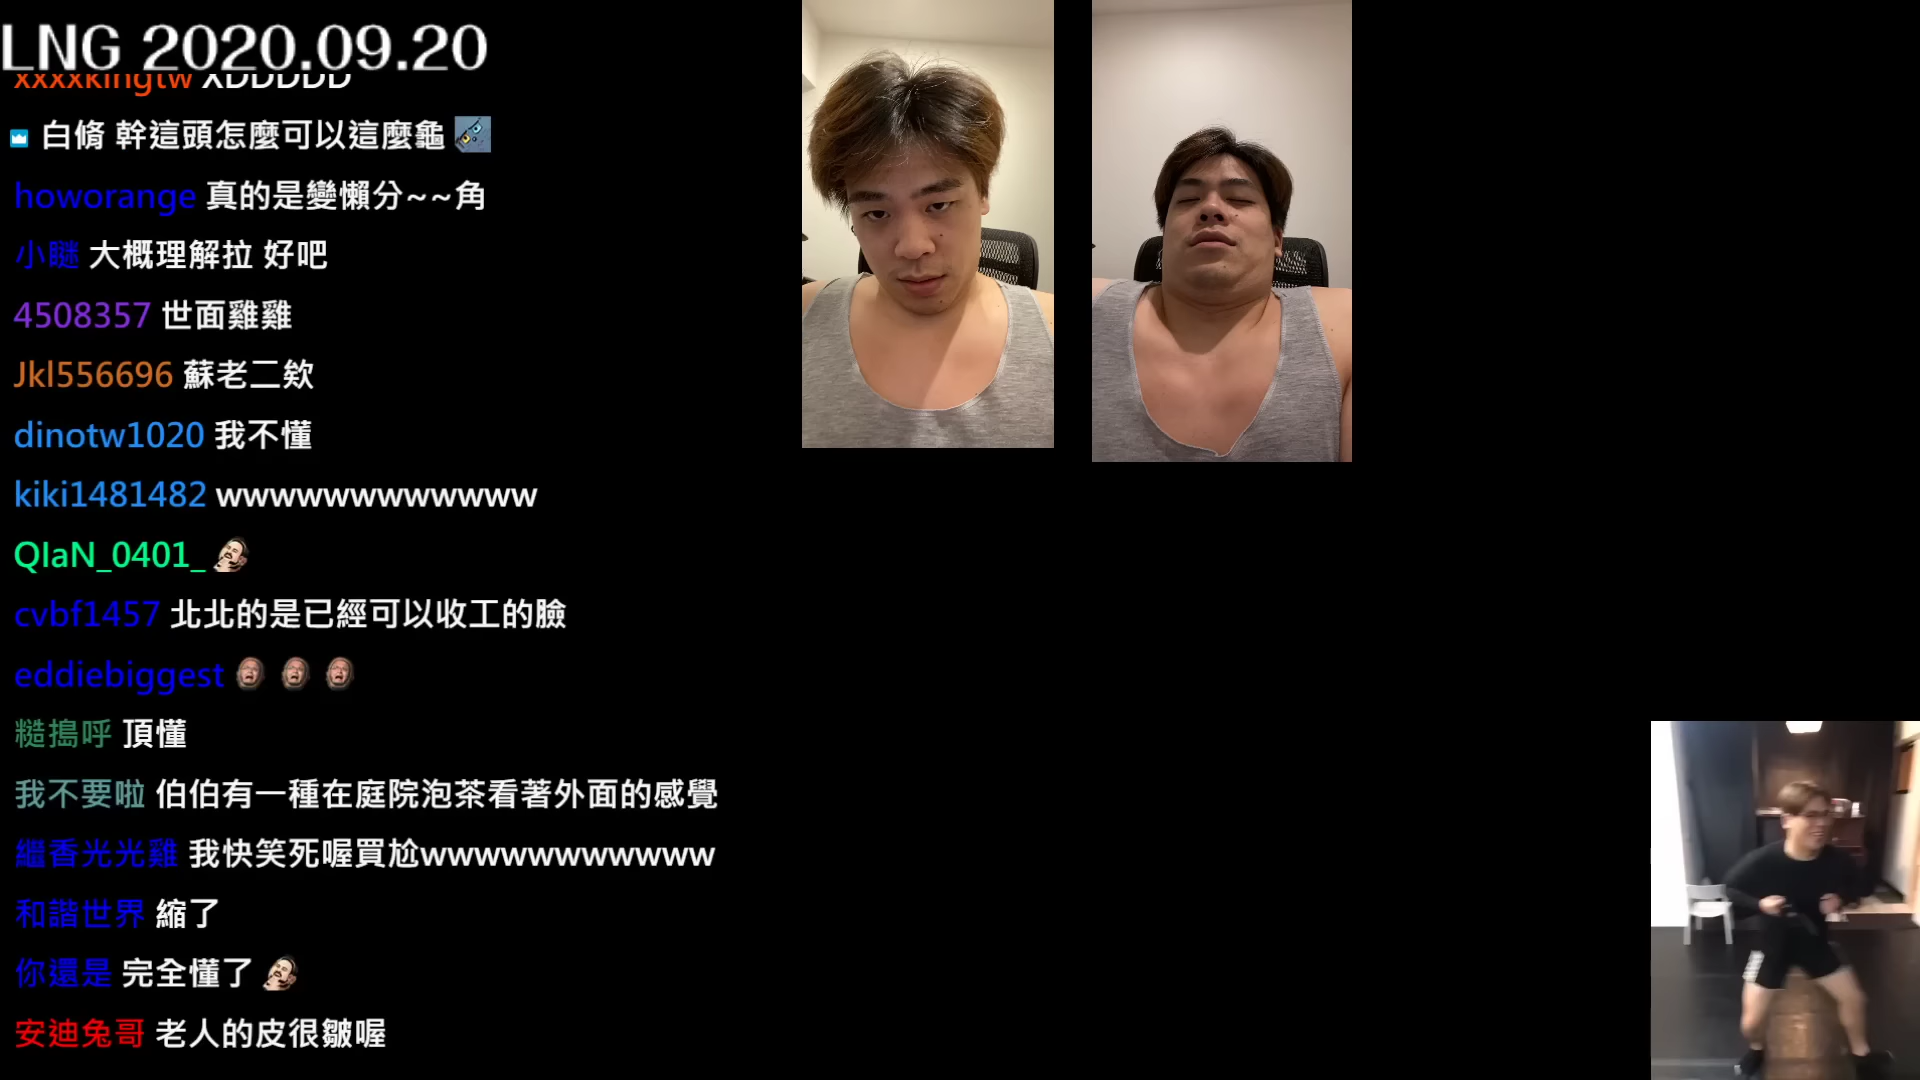 LNG 2020.09.20
xxxxkingtw XDDDDD
白脩 幹這頭怎麼可以這麼龜
howorange 真的是變懶分~~角
小瞇 大概理解拉 好吧
4508357 世面雞雞
Jkl556696 蘇老二欸
dinotw1020 我不懂
kiki1481482 wwwwwwwwwwww
QIaN_0401_
cvbf1457 北北的是已經可以收工的臉
eddiebiggest
糙搗呼 頂懂
我不要啦 伯伯有一種在庭院泡茶看著外面的感覺
繼香光光雞 我快笑死喔買尬wwwwwwwwwww
和諧世界 縮了
你還是 完全懂了
安迪兔哥 老人的皮很皺喔